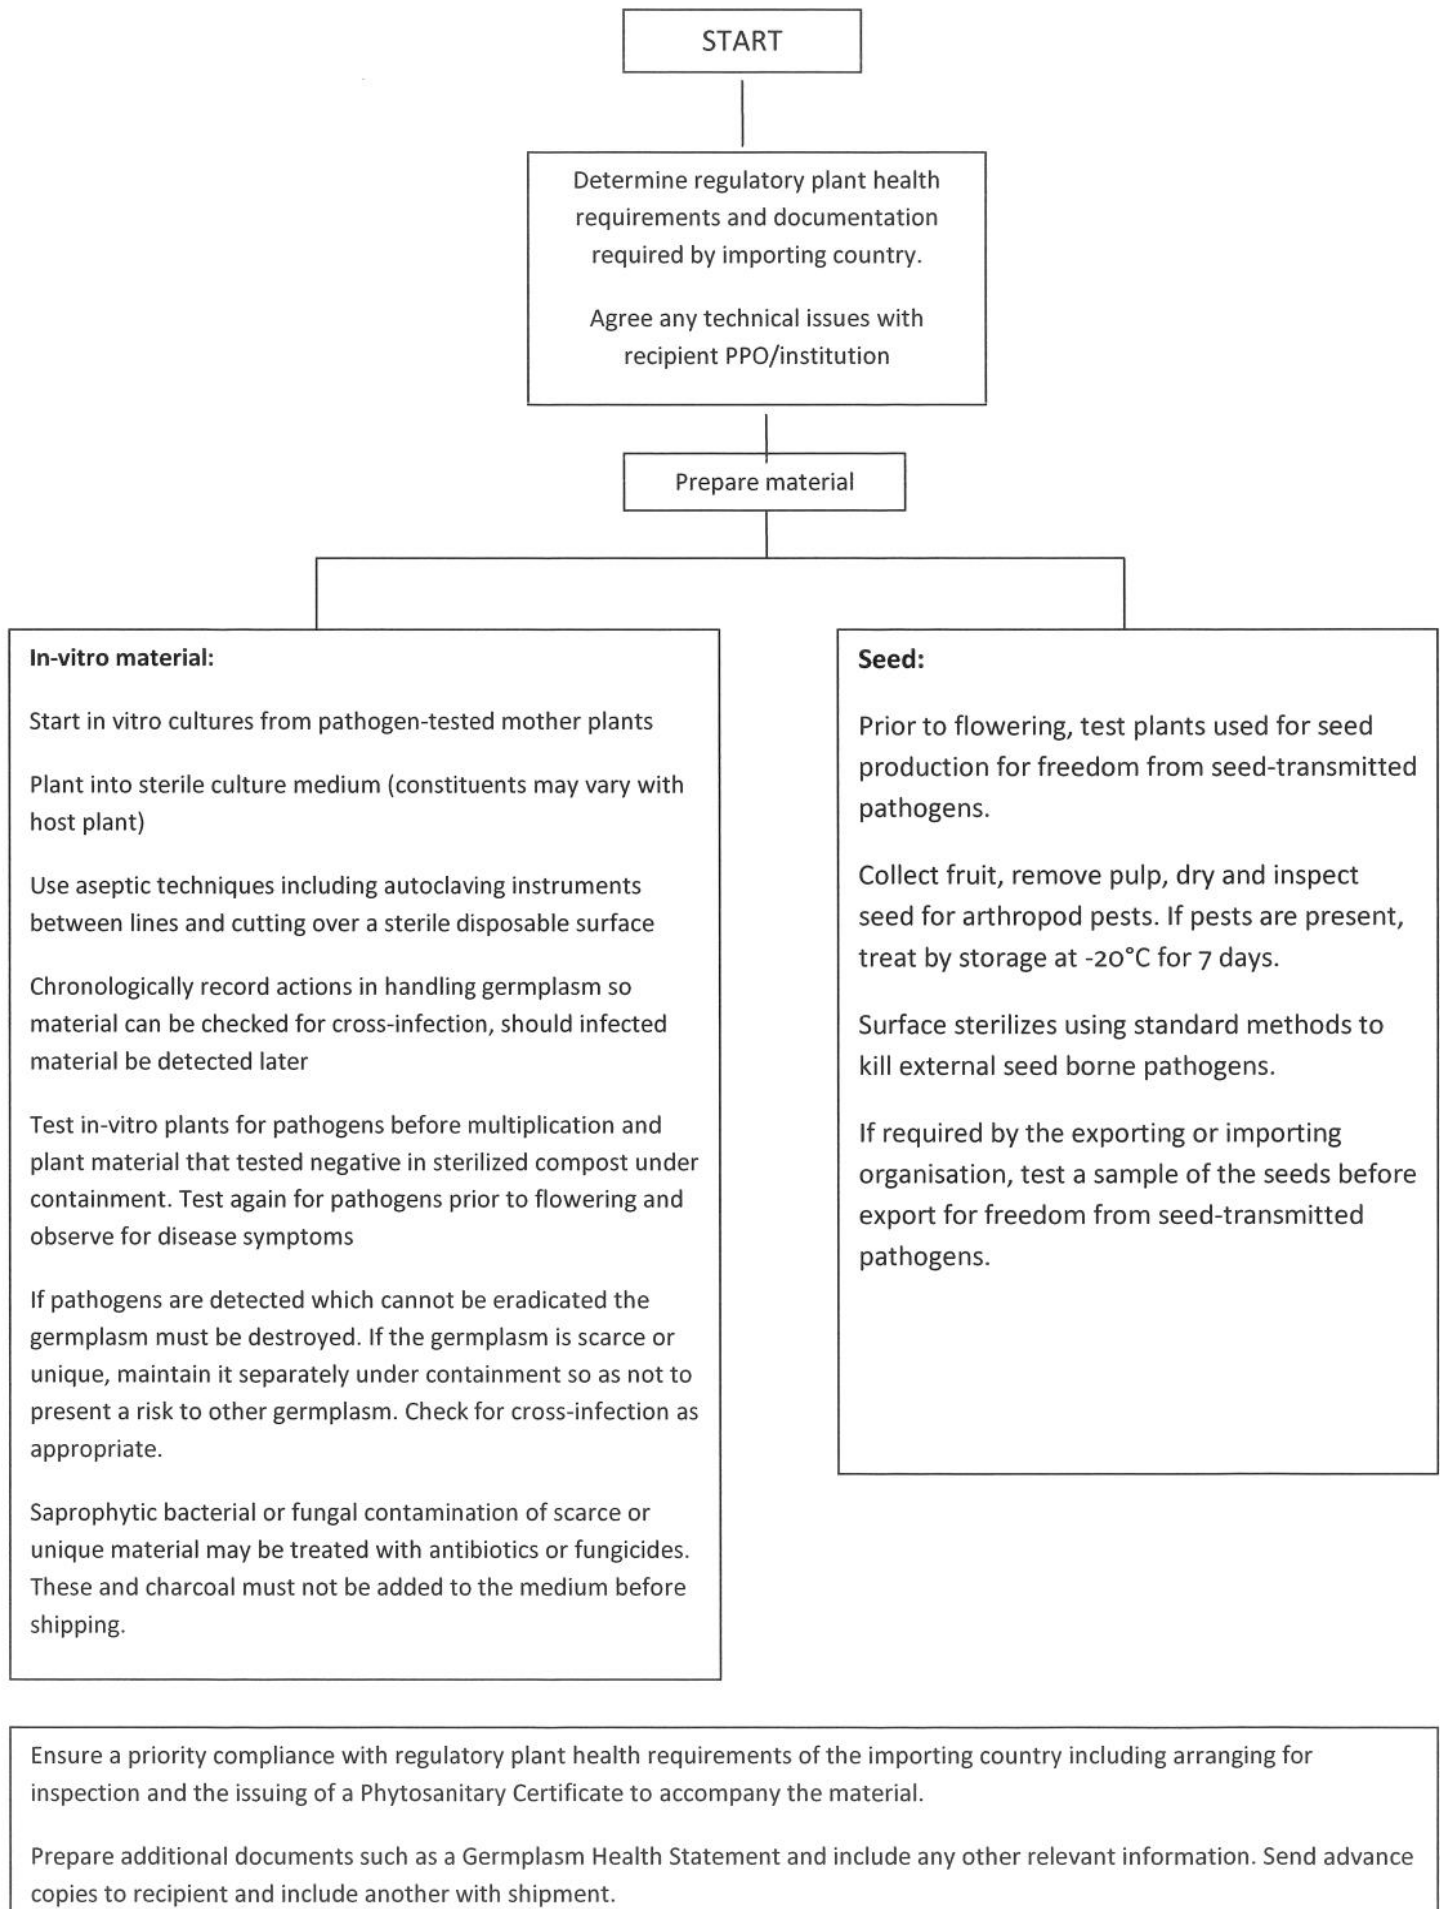 START
Determine regulatory plant health
requirements and documentation
required by importing country.
Agree any technical issues with
recipient PPO/institution
Prepare material
In-vitro material:
Start in vitro cultures from pathogen-tested mother plants
Plant into sterile culture medium (constituents may vary with
host plant)
Use aseptic techniques including autoclaving instruments
between lines and cutting over a sterile disposable surface
Chronologically record actions in handling germplasm so
material can be checked for cross-infection, should infected
material be detected later
Test in-vitro plants for pathogens before multiplication and
plant material that tested negative in sterilized compost under
containment. Test again for pathogens prior to flowering and
observe for disease symptoms
If pathogens are detected which cannot be eradicated the
germplasm must be destroyed. If the germplasm is scarce or
unique, maintain it separately under containment so as not to
present a risk to other germplasm. Check for cross-infection as
appropriate.
Saprophytic bacterial or fungal contamination of scarce or
unique material may be treated with antibiotics or fungicides.
These and charcoal must not be added to the medium before
shipping.
Seed:
Prior to flowering, test plants used for seed
production for freedom from seed-transmitted
pathogens.
Collect fruit, remove pulp, dry and inspect
seed for arthropod pests. If pests are present,
treat by storage at -20°C for 7 days.
Surface sterilizes using standard methods to
kill external seed borne pathogens.
If required by the exporting or importing
organisation, test a sample of the seeds before
export for freedom from seed-transmitted
pathogens.
Ensure a priority compliance with regulatory plant health requirements of the importing country including arranging for
inspection and the issuing of a Phytosanitary Certificate to accompany the material.
Prepare additional documents such as a Germplasm Health Statement and include any other relevant information. Send advance
copies to recipient and include another with shipment.